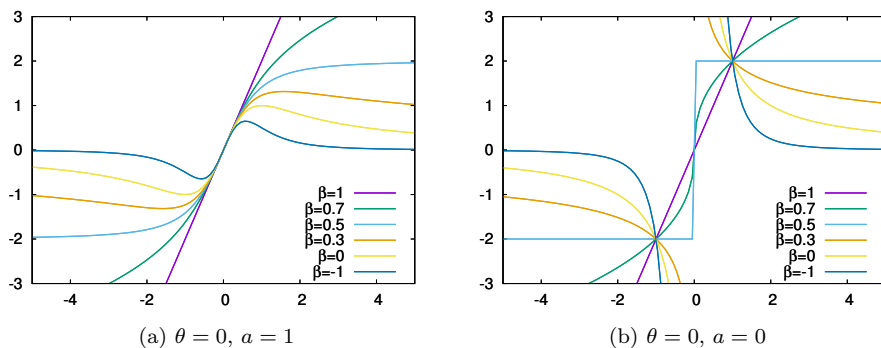 3
2
1
0
-1
-2
-3
-4 -2 0 2 4
β=1
β=0.7
β=0.5
β=0.3
β=0
β=-1
(a) θ = 0, a = 1
3
2
1
0
-1
-2
-3
-4 -2 0 2 4
β=1
β=0.7
β=0.5
β=0.3
β=0
β=-1
(b) θ = 0, a = 0